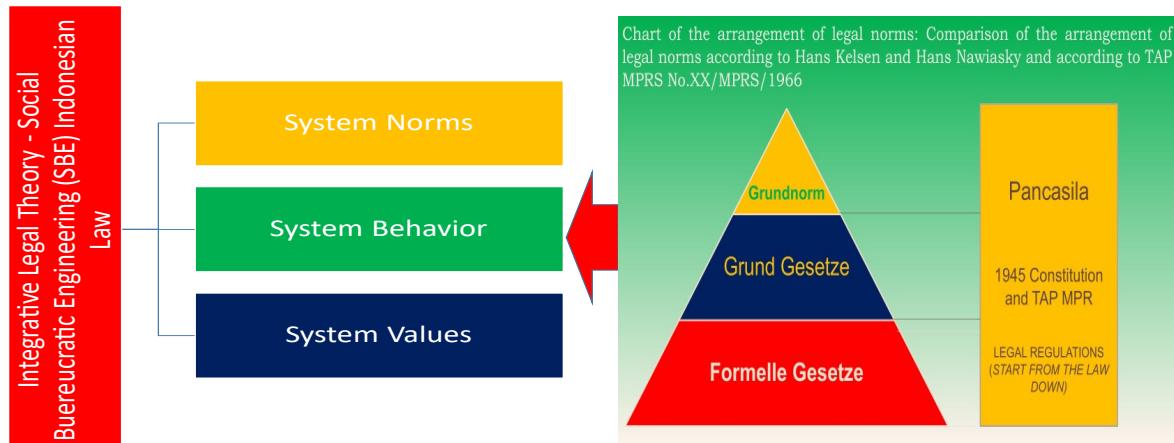 Integrative Legal Theory - Social
Buereucratic Engineering (SBE) Indonesian
Law
System Norms
System Behavior
System Values
Chart of the arrangement of legal norms: Comparison of the arrangement of
legal norms according to Hans Kelsen and Hans Nawiasky and according to TAP
MPRS No.XX/MPRS/1966
Grundnorm
Grund Gesetze
Formelle Gesetze
Pancasila
1945 Constitution
and TAP MPR
LEGAL REGULATIONS
(START FROM THE LAW
DOWN)